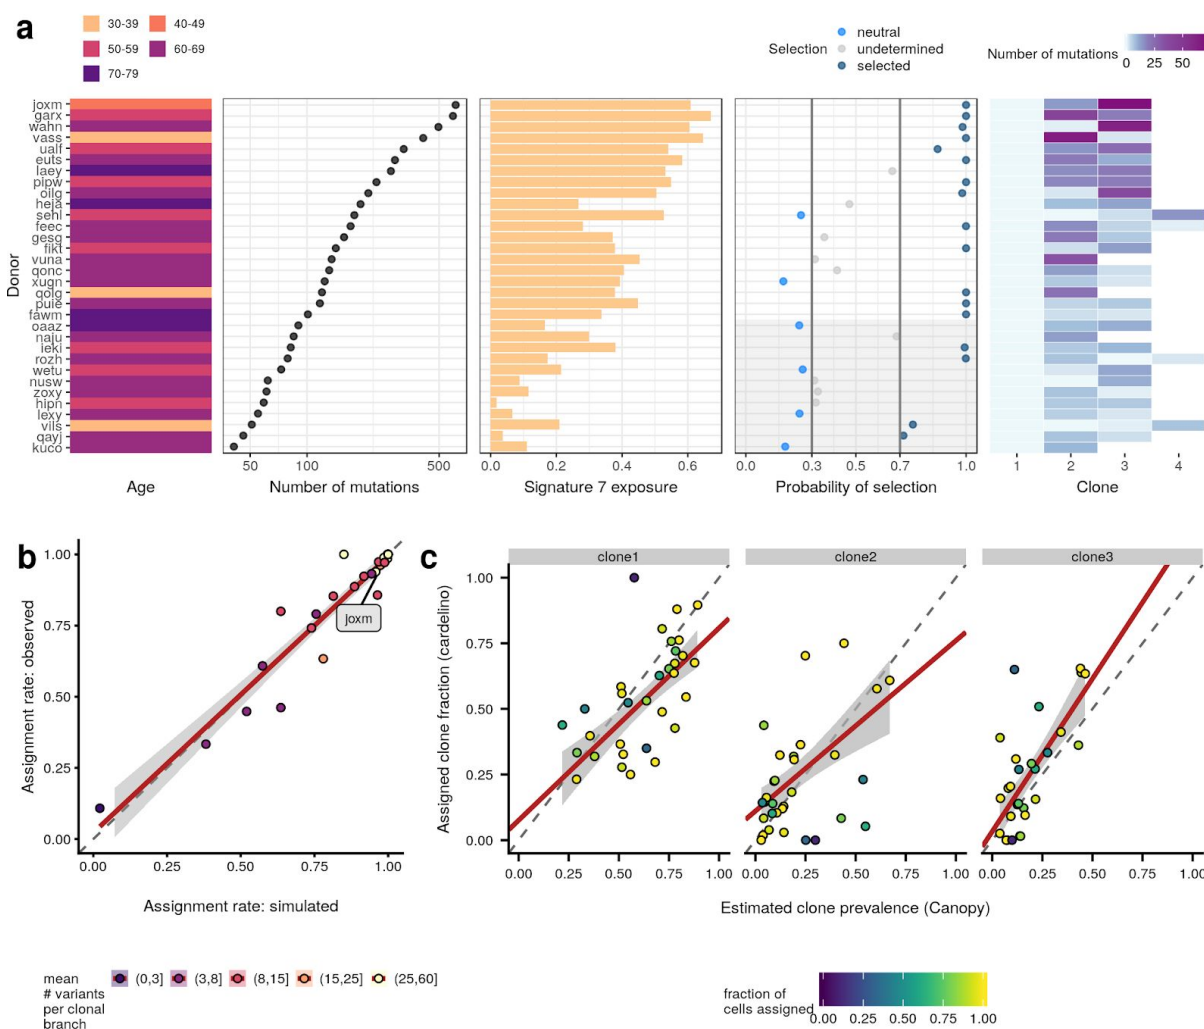 a
30-39 40-49
50-59 60-69
70-79
Selection
neutral
undetermined
selected
Number of mutations
0 25 50
Donor
joxm
garx
wahn
vass
ualf
euts
laey
pipw
oilg
heja
sehl
feec
gesg
fikt
vuna
qonc
xugn
qolg
puie
fawm
oaaz
naju
ieki
rozh
wetu
nusw
zoxy
hipn
lexy
vils
qayj
kuco
50 100 500
0.0 0.2 0.4 0.6
0.0 0.3 0.5 0.7 1.0
1 2 3 4
Age
Number of mutations
Signature 7 exposure
Probability of selection
Clone
b
Assignment rate: observed
1.00
0.75
0.50
0.25
0.00
joxm
0.00 0.25 0.50 0.75 1.00
Assignment rate: simulated
c
clone1 clone2 clone3
Assigned clone fraction (cardelino)
1.00
0.75
0.50
0.25
0.00
0.00 0.25 0.50 0.75 1.00
0.00 0.25 0.50 0.75 1.00
0.00 0.25 0.50 0.75 1.00
Estimated clone prevalence (Canopy)
mean
# variants
per clonal
branch
(0,3] (3,8] (8,15] (15,25] (25,60]
fraction of
cells assigned
0.00 0.25 0.50 0.75 1.00